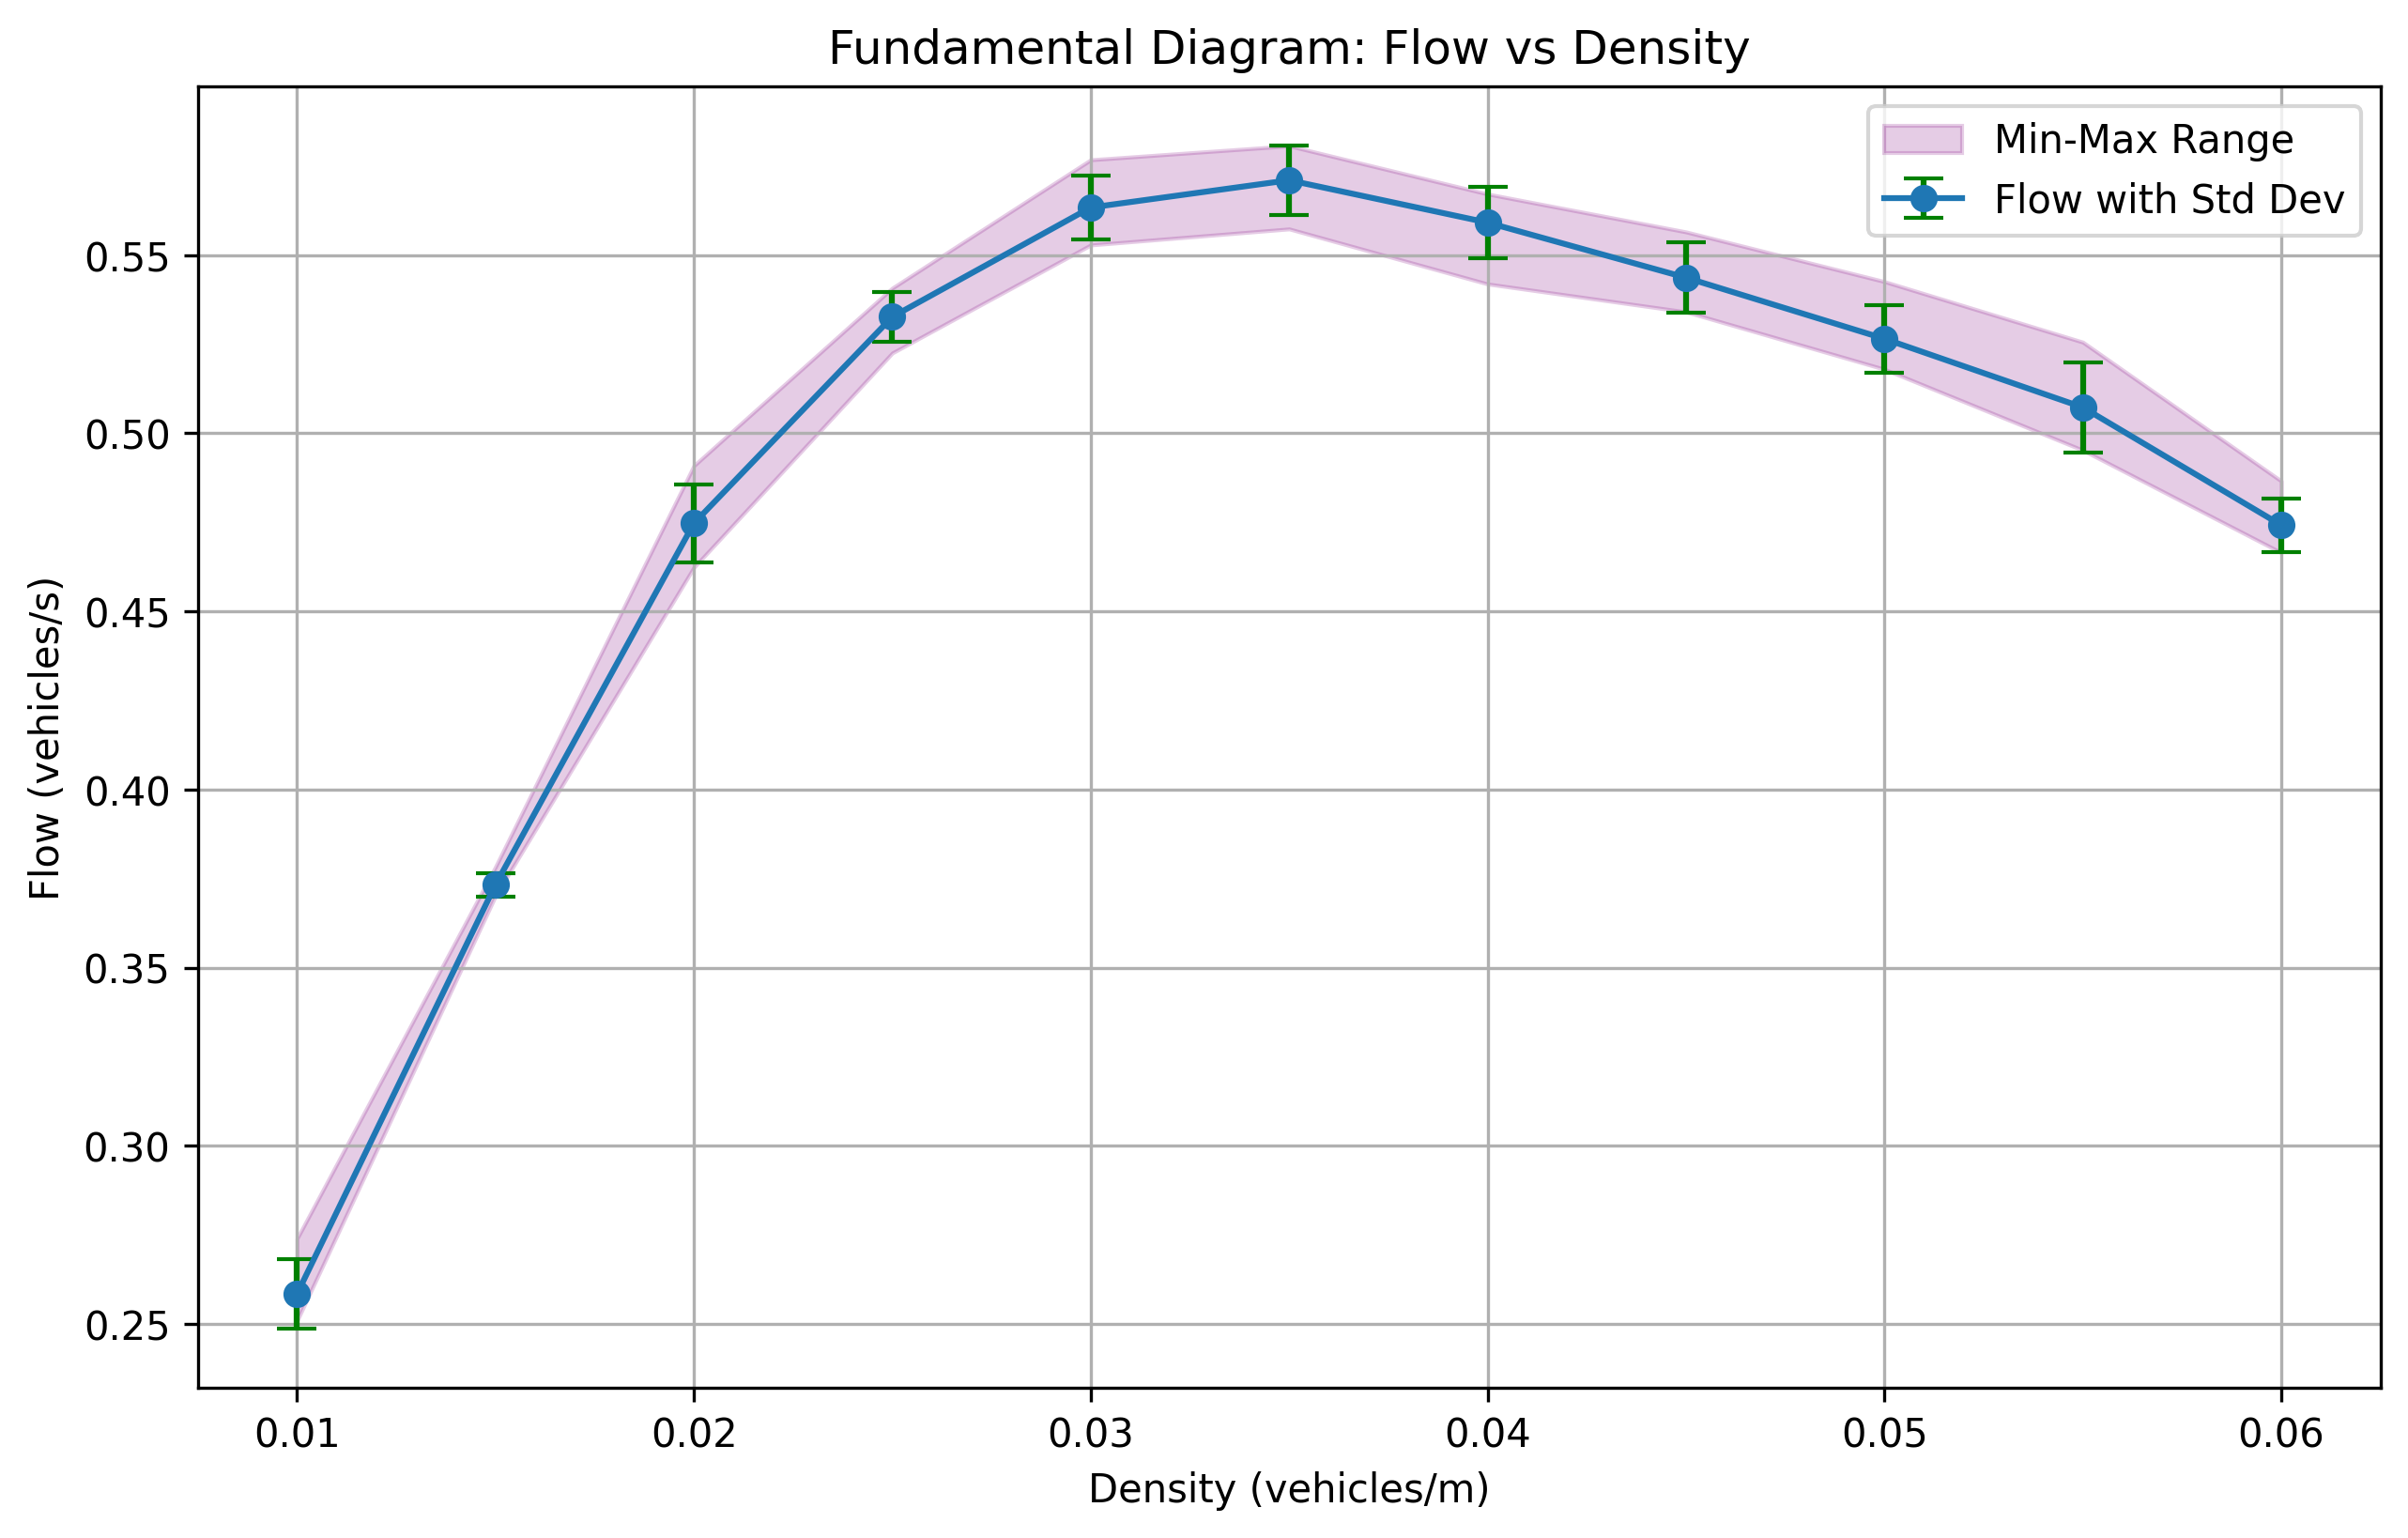 Fundamental Diagram: Flow vs Density
Min-Max Range
Flow with Std Dev
Flow (vehicles/s)
0.55
0.50
0.45
0.40
0.35
0.30
0.25
0.01 0.02 0.03 0.04 0.05 0.06
Density (vehicles/m)